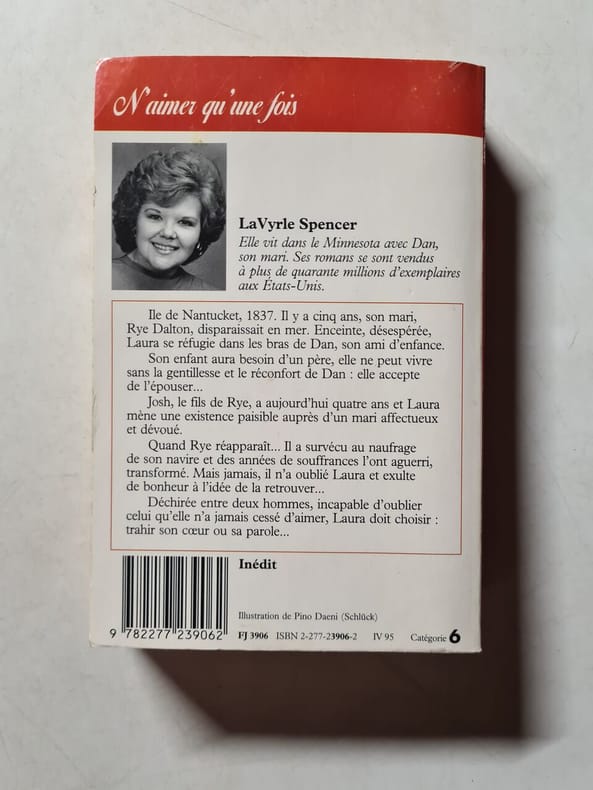 N'aimer qu'une fois
LaVyrle Spencer
Elle vit dans le Minnesota avec Dan,
son mari. Ses romans se sont vendus
à plus de quarante millions d'exemplaires
aux États-Unis.
Ile de Nantucket, 1837. Il y a cinq ans, son mari,
Rye Dalton, disparaissait en mer. Enceinte, désespérée,
Laura se réfugie dans les bras de Dan, son ami d'enfance.
Son enfant aura besoin d'un père, elle ne peut vivre
sans la gentillesse et le réconfort de Dan : elle accepte
de l'épouser...
Josh, le fils de Rye, a aujourd'hui quatre ans et Laura
mène une existence paisible auprès d'un mari affectueux
et dévoué.
Quand Rye réapparaît... Il a survécu au naufrage
de son navire et des années de souffrances l'ont aguerri,
transformé. Mais jamais, il n'a oublié Laura et exulte
de bonheur à l'idée de la retrouver...
Déchirée entre deux hommes, incapable d'oublier
celui qu'elle n'a jamais cessé d'aimer, Laura doit choisir :
trahir son cœur ou sa parole...
Inédit
Illustration de Pino Daeni (Schlück)
9 782277 239062
FJ 3906 ISBN 2-277-23906-2 IV 95 Catégorie 6